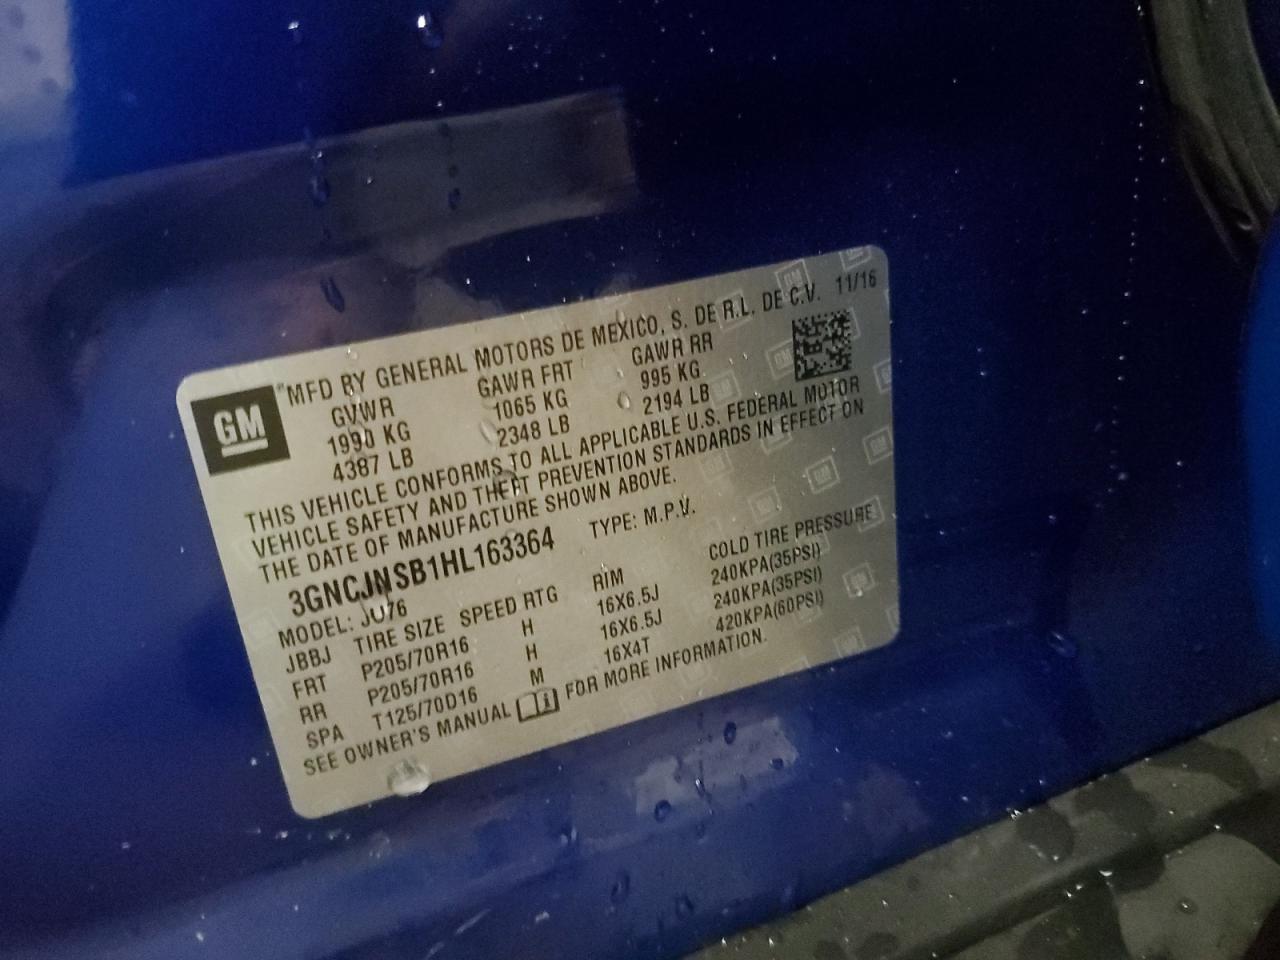 "MFD BY GENERAL MOTORS DE MEXICO, S. DE R.L. DE C.V. 11/16
GM
GVWR GAWR FRT GAWR RR
1990 KG 1065 KG 995 KG
4387 LB 2348 LB 2194 LB
THIS VEHICLE CONFORMS TO ALL APPLICABLE U.S. FEDERAL MOTOR
VEHICLE SAFETY AND THEFT PREVENTION STANDARDS IN EFFECT ON
THE DATE OF MANUFACTURE SHOWN ABOVE.
3GNCJNSB1HL163364 TYPE: M.P.V.
MODEL: JU76
JBBJ TIRE SIZE SPEED RTG RIM COLD TIRE PRESSURE
FRT P205/70R16 H 16X6.5J 240KPA(35PSI)
RR P205/70R16 H 16X6.5J 240KPA(35PSI)
SPA T125/70D16 M 16X4T 420KPA(60PSI)
SEE OWNER'S MANUAL FOR MORE INFORMATION.